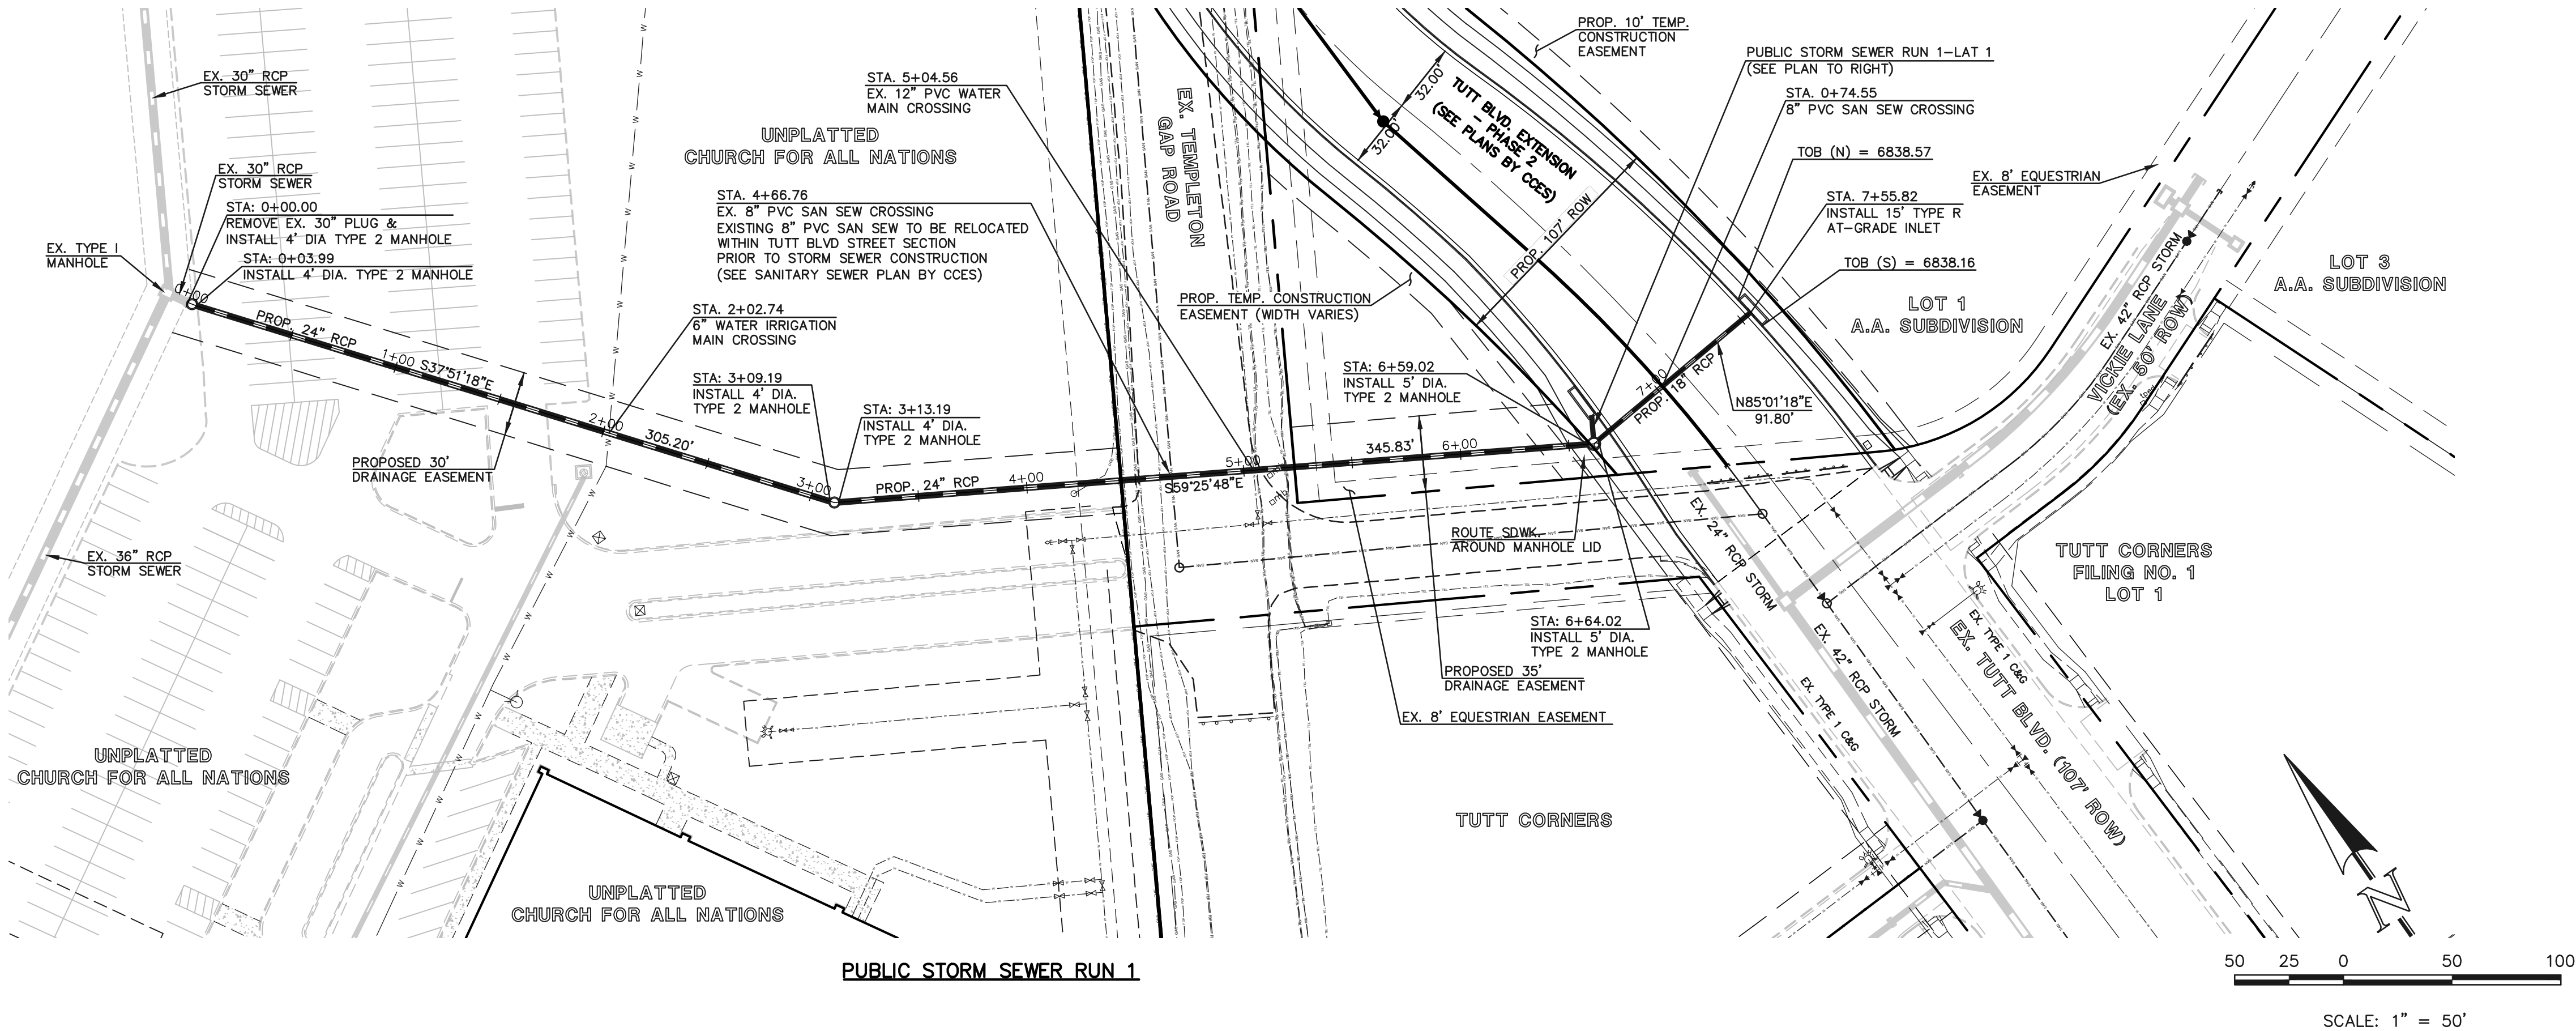 EX. 30" RCP
STORM SEWER
EX. 30" RCP
STORM SEWER
STA: 0+00.00
REMOVE EX. 30" PLUG &
INSTALL 4' DIA TYPE 2 MANHOLE
STA: 0+03.99
INSTALL 4' DIA. TYPE 2 MANHOLE
EX. TYPE I
MANHOLE
0+00
PROP. 24" RCP
1+00
S37°51'18"E
2+00
305.20'
3+00
PROPOSED 30'
DRAINAGE EASEMENT
EX. 36" RCP
STORM SEWER
UNPLATTED
CHURCH FOR ALL NATIONS
UNPLATTED
CHURCH FOR ALL NATIONS
UNPLATTED
CHURCH FOR ALL NATIONS
STA. 5+04.56
EX. 12" PVC WATER
MAIN CROSSING
STA. 4+66.76
EX. 8" PVC SAN SEW CROSSING
EXISTING 8" PVC SAN SEW TO BE RELOCATED
WITHIN TUTT BLVD STREET SECTION
PRIOR TO STORM SEWER CONSTRUCTION
(SEE SANITARY SEWER PLAN BY CCES)
STA. 2+02.74
6" WATER IRRIGATION
MAIN CROSSING
STA: 3+09.19
INSTALL 4' DIA.
TYPE 2 MANHOLE
STA: 3+13.19
INSTALL 4' DIA.
TYPE 2 MANHOLE
PROP. 24" RCP
4+00
S59°25'48"E
5+00
345.83'
6+00
EX. TEMPLETON
GAP ROAD
PROP. TEMP. CONSTRUCTION
EASEMENT (WIDTH VARIES)
32.00'
32.00'
TUTT BLVD. EXTENSION
- PHASE 2
(SEE PLANS BY CCES)
PROP. 107' ROW
PROP. 10' TEMP.
CONSTRUCTION
EASEMENT
PUBLIC STORM SEWER RUN 1-LAT 1
(SEE PLAN TO RIGHT)
STA. 0+74.55
8" PVC SAN SEW CROSSING
TOB (N) = 6838.57
STA. 7+55.82
INSTALL 15' TYPE R
AT-GRADE INLET
TOB (S) = 6838.16
EX. 8' EQUESTRIAN
EASEMENT
LOT 1
A.A. SUBDIVISION
LOT 3
A.A. SUBDIVISION
EX. 42" RCP STORM
VICKIE LANE
(EX. 50' ROW)
STA: 6+59.02
INSTALL 5' DIA.
TYPE 2 MANHOLE
7+00
PROP. 18" RCP
N85°01'18"E
91.80'
ROUTE SDWK.
AROUND MANHOLE LID
STA: 6+64.02
INSTALL 5' DIA.
TYPE 2 MANHOLE
PROPOSED 35'
DRAINAGE EASEMENT
EX. 8' EQUESTRIAN EASEMENT
EX. 24" RCP STORM
EX. 42" RCP STORM
EX. TYPE 1 C&G
EX. TYPE 1 C&G
EX. TUTT BLVD. (107' ROW)
TUTT CORNERS
FILING NO. 1
LOT 1
TUTT CORNERS
N
PUBLIC STORM SEWER RUN 1
50 25 0 50 100
SCALE: 1" = 50'